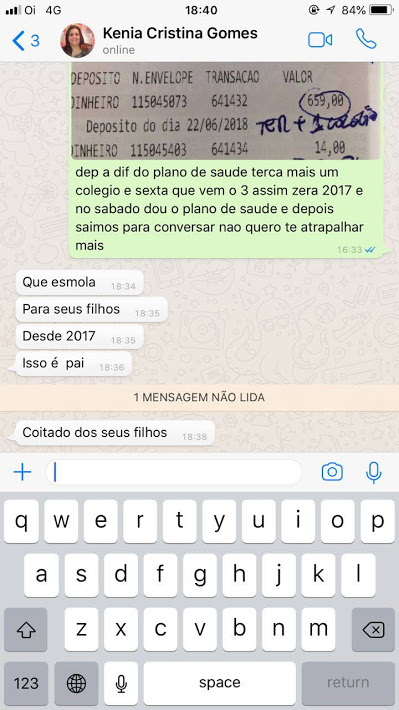 Oi 4G 18:40 84%
3 Kenia Cristina Gomes
online
DEPOSITO N.ENVELOPE TRANSACAO VALOR
DINHEIRO 115045073 641432 659,00
Deposito do dia 22/06/2018
DINHEIRO 115045403 641434 14,00
dep a dif do plano de saude terca mais um
colegio e sexta que vem o 3 assim zera 2017 e
no sabado dou o plano de saude e depois
saimos para conversar nao quero te atrapalhar
mais
16:33
Que esmola 18:34
Para seus filhos 18:35
Desde 2017 18:35
Isso é pai 18:36
1 MENSAGEM NÃO LIDA
Coitado dos seus filhos 18:38
q w e r t y u i o p
a s d f g h j k l
z x c v b n m
123 space return